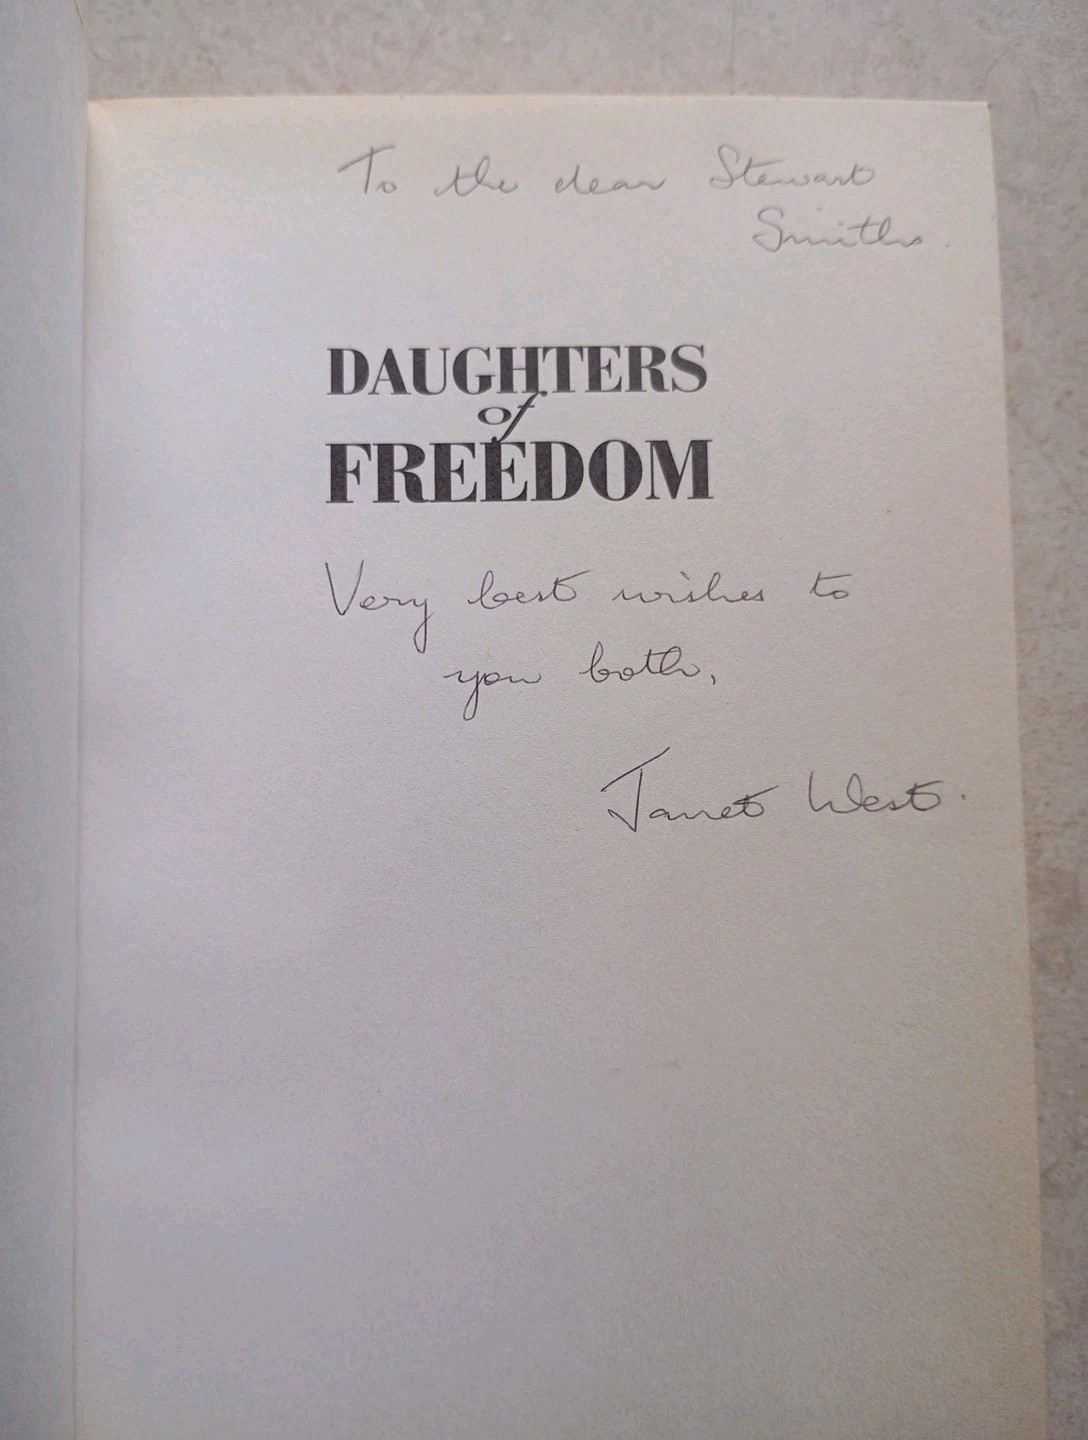 To the dear Stewart
Smiths.
DAUGHTERS
of
FREEDOM
Very best wishes to
you both,
Janet West.